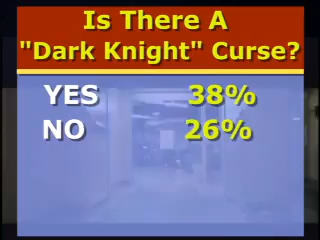 Is There A
"Dark Knight" Curse?
YES 38%
NO 26%